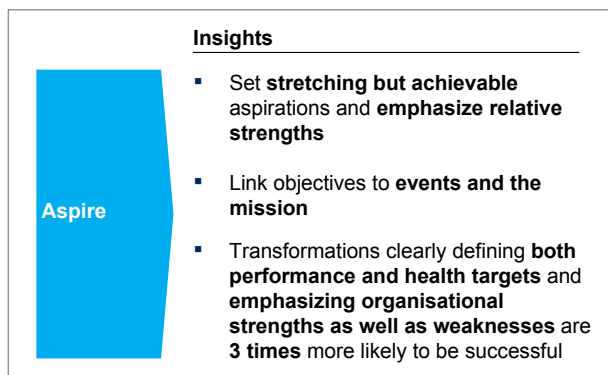 Insights
Aspire
▪ Set stretching but achievable
aspirations and emphasize relative
strengths
▪ Link objectives to events and the
mission
▪ Transformations clearly defining both
performance and health targets and
emphasizing organisational
strengths as well as weaknesses are
3 times more likely to be successful